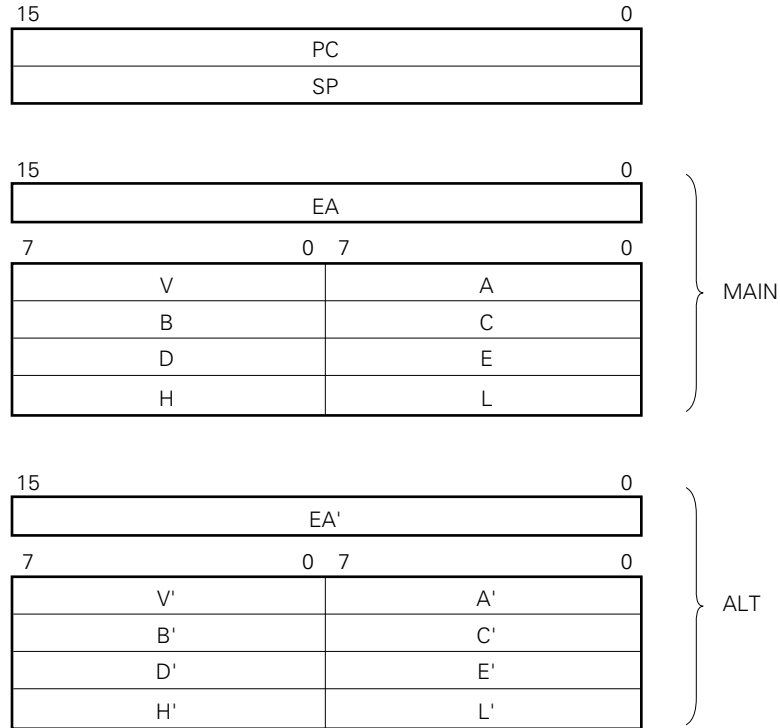 15 0
PC
SP
15 0
EA
7 0 7 0
V A
B C
D E
H L
MAIN
15 0
EA'
7 0 7 0
V' A'
B' C'
D' E'
H' L'
ALT